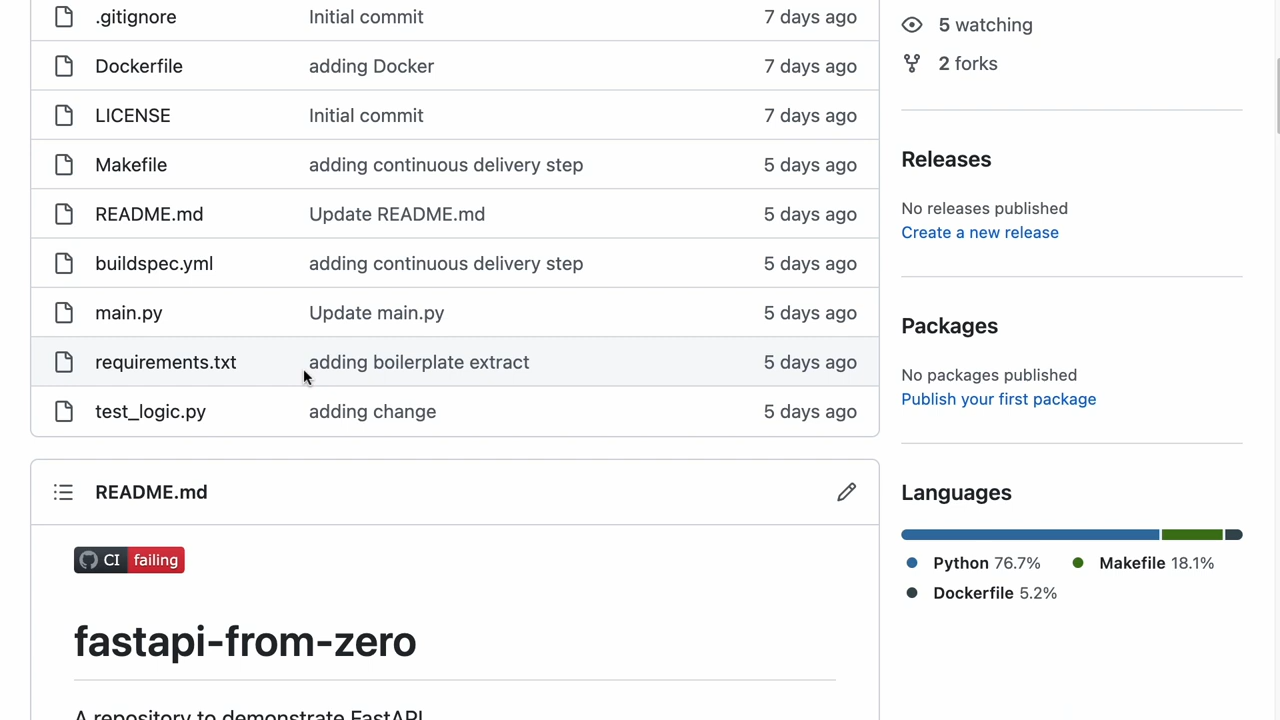 .gitignore Initial commit 7 days ago
Dockerfile adding Docker 7 days ago
LICENSE Initial commit 7 days ago
Makefile adding continuous delivery step 5 days ago
README.md Update README.md 5 days ago
buildspec.yml adding continuous delivery step 5 days ago
main.py Update main.py 5 days ago
requirements.txt adding boilerplate extract 5 days ago
test_logic.py adding change 5 days ago
README.md
CI failing
fastapi-from-zero
A repository to demonstrate FastAPI
5 watching
2 forks
Releases
No releases published
Create a new release
Packages
No packages published
Publish your first package
Languages
Python 76.7% Makefile 18.1%
Dockerfile 5.2%